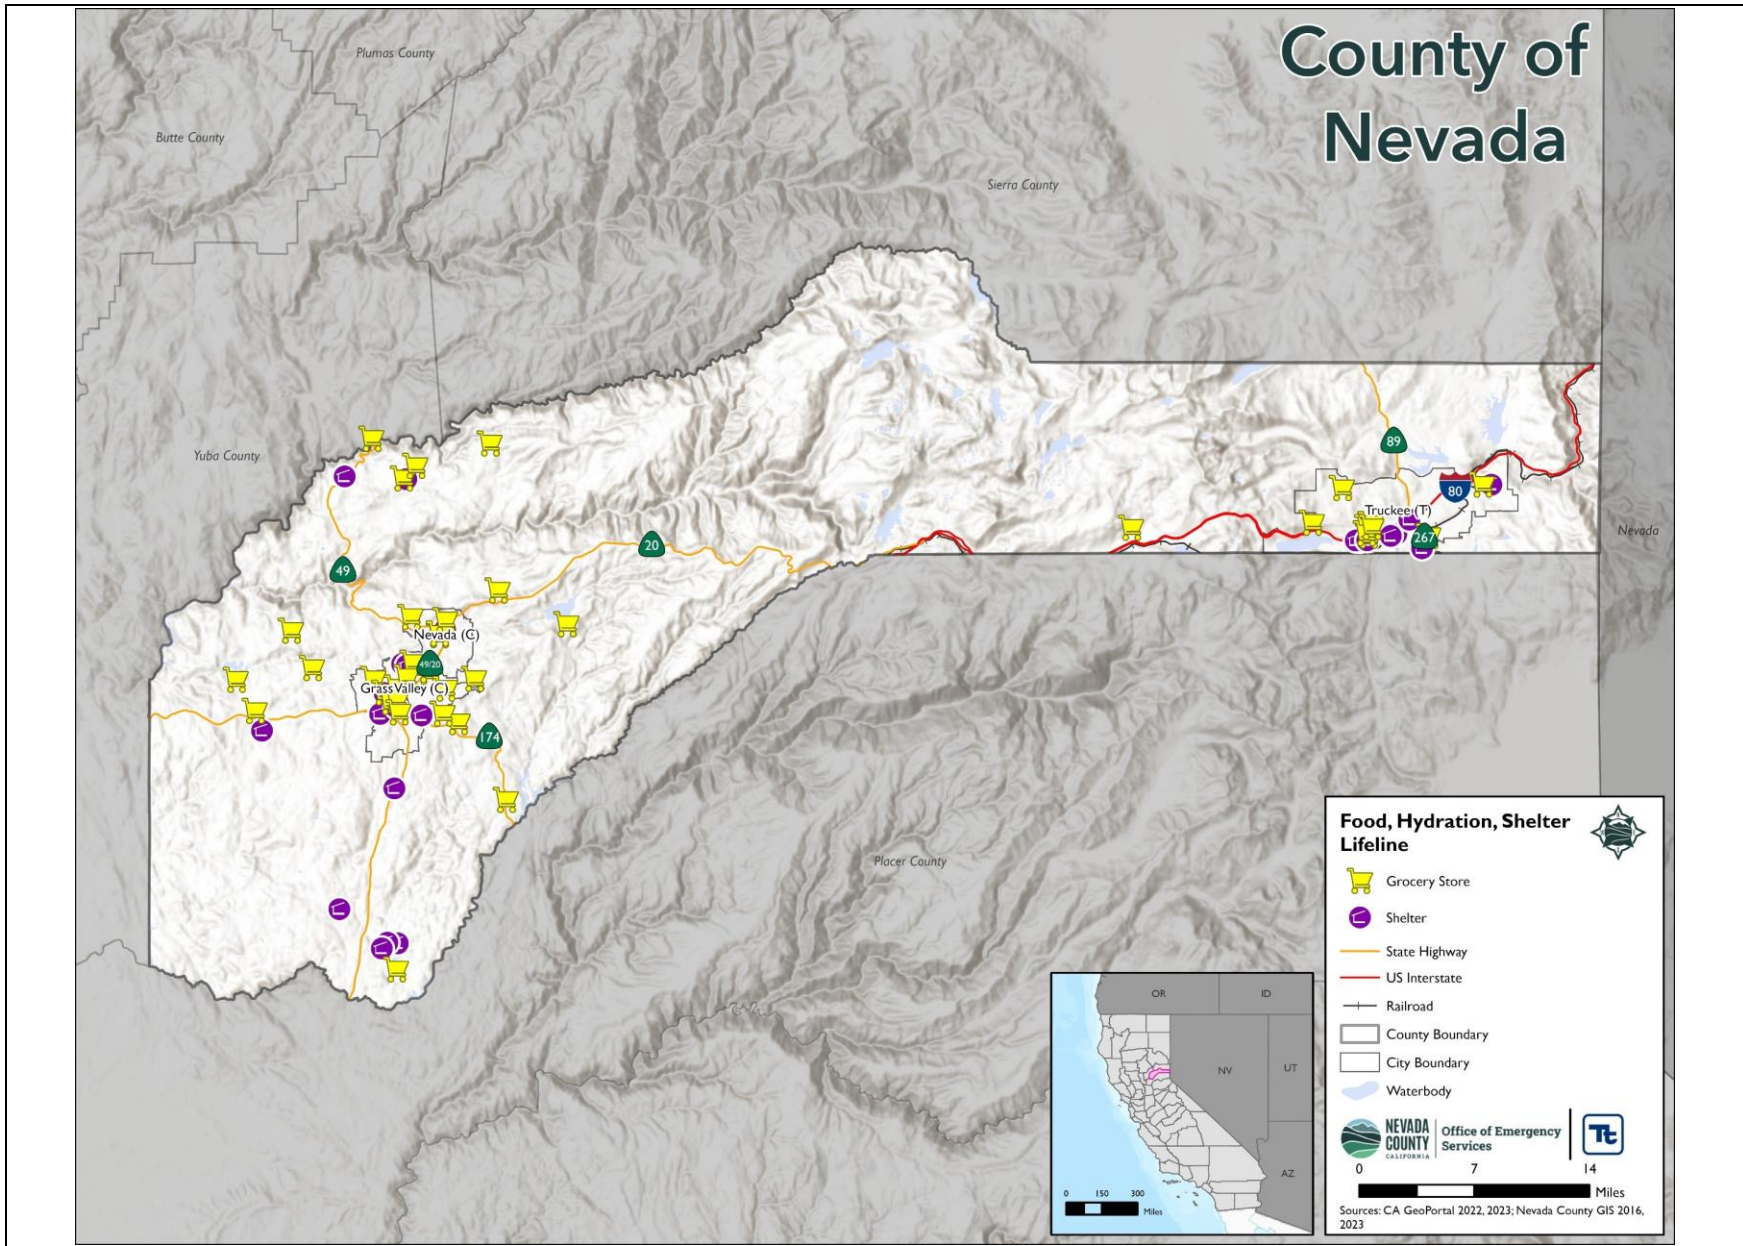 County of
Nevada
Plumas County
Butte County
Sierra County
Yuba County
89
80
Truckee (T)
267
Nevada
20
49
Nevada (C)
49/20
Grass Valley (C)
174
Placer County
Food, Hydration, Shelter
Lifeline
Grocery Store
Shelter
State Highway
US Interstate
Railroad
County Boundary
City Boundary
Waterbody
NEVADA
COUNTY
CALIFORNIA
Office of Emergency
Services
Tt
0 7 14
Miles
Sources: CA GeoPortal 2022, 2023; Nevada County GIS 2016,
2023
OR ID
NV UT
AZ
0 150 300
Miles